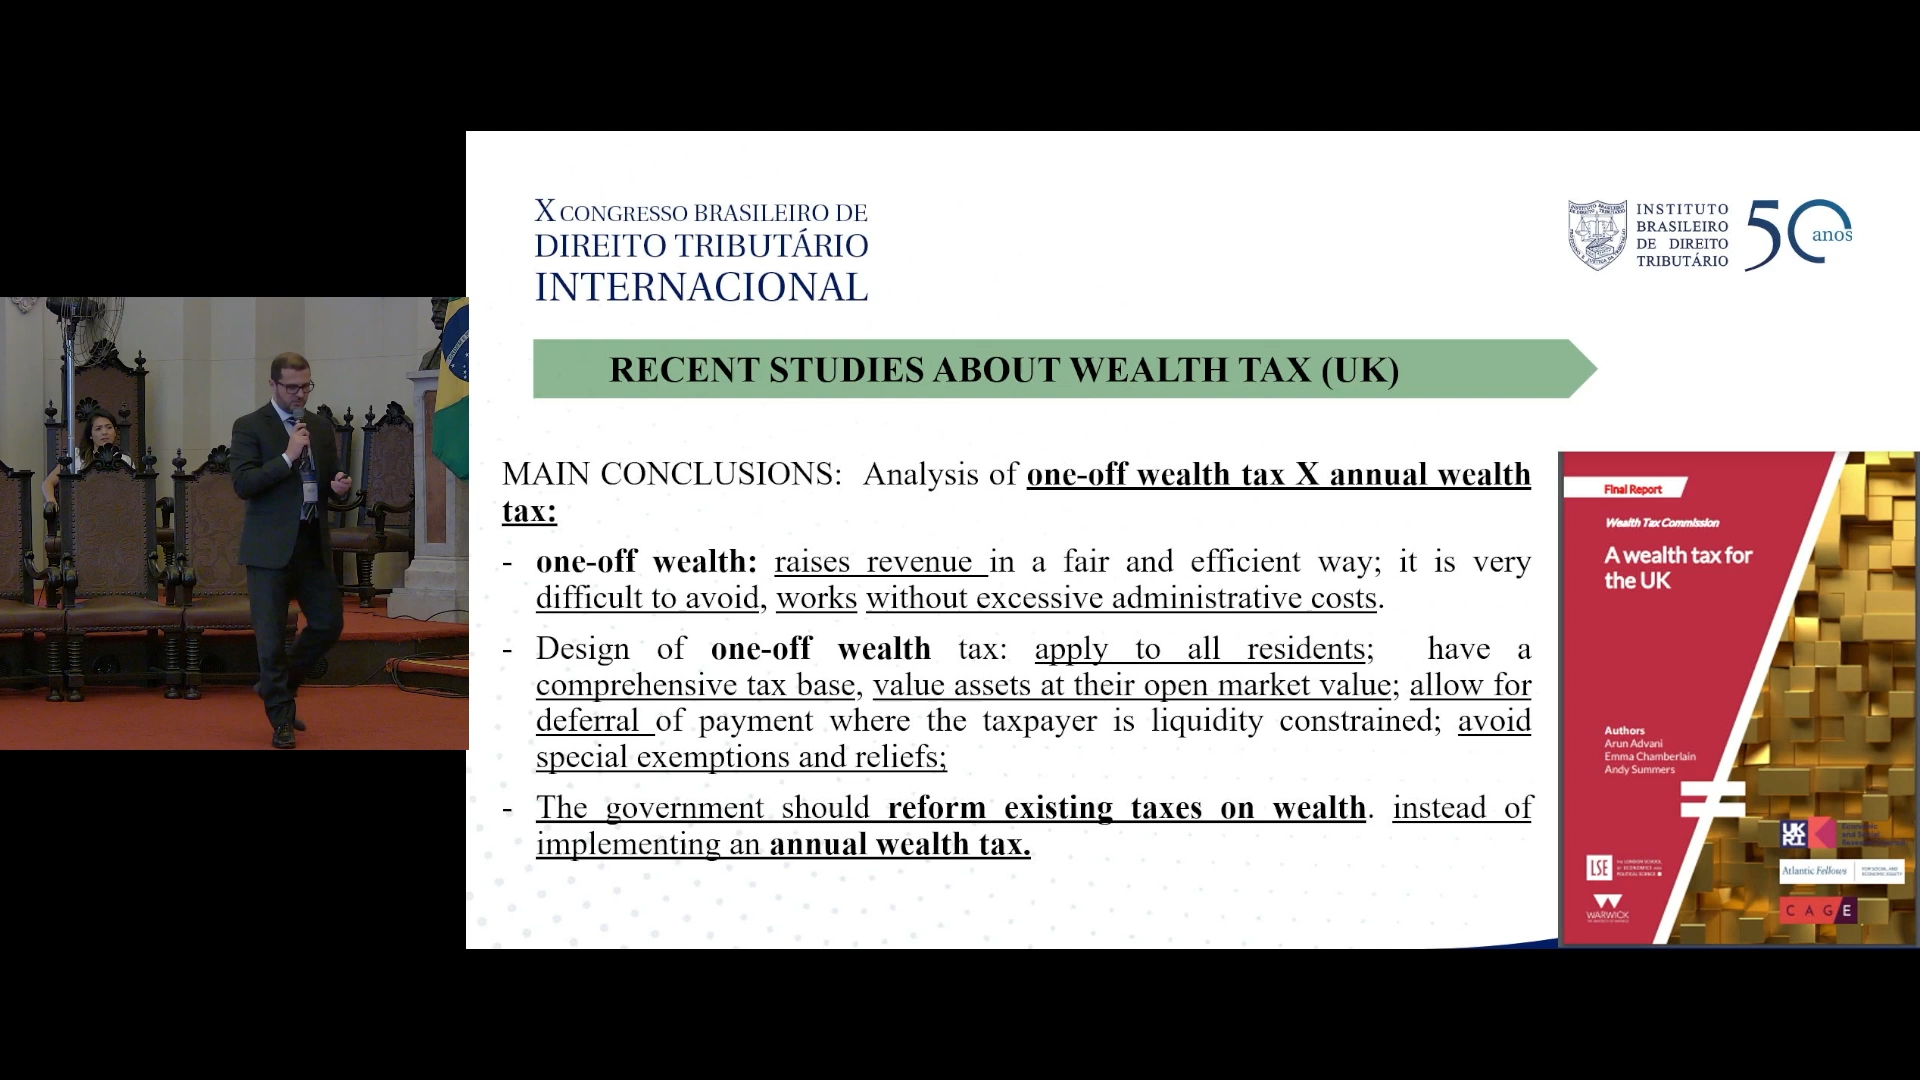 X CONGRESSO BRASILEIRO DE
DIREITO TRIBUTÁRIO
INTERNACIONAL
INSTITUTO
BRASILEIRO
DE DIREITO
TRIBUTÁRIO
50 anos
RECENT STUDIES ABOUT WEALTH TAX (UK)
MAIN CONCLUSIONS: Analysis of one-off wealth tax X annual wealth
tax:
- one-off wealth: raises revenue in a fair and efficient way; it is very
difficult to avoid, works without excessive administrative costs.
- Design of one-off wealth tax: apply to all residents; have a
comprehensive tax base, value assets at their open market value; allow for
deferral of payment where the taxpayer is liquidity constrained; avoid
special exemptions and reliefs;
- The government should reform existing taxes on wealth. instead of
implementing an annual wealth tax.
Final Report
Wealth Tax Commission
A wealth tax for
the UK
Authors
Arun Advani
Emma Chamberlain
Andy Summers
UK
RI
LSE
Atlantic Fellows
WARWICK
CAGE